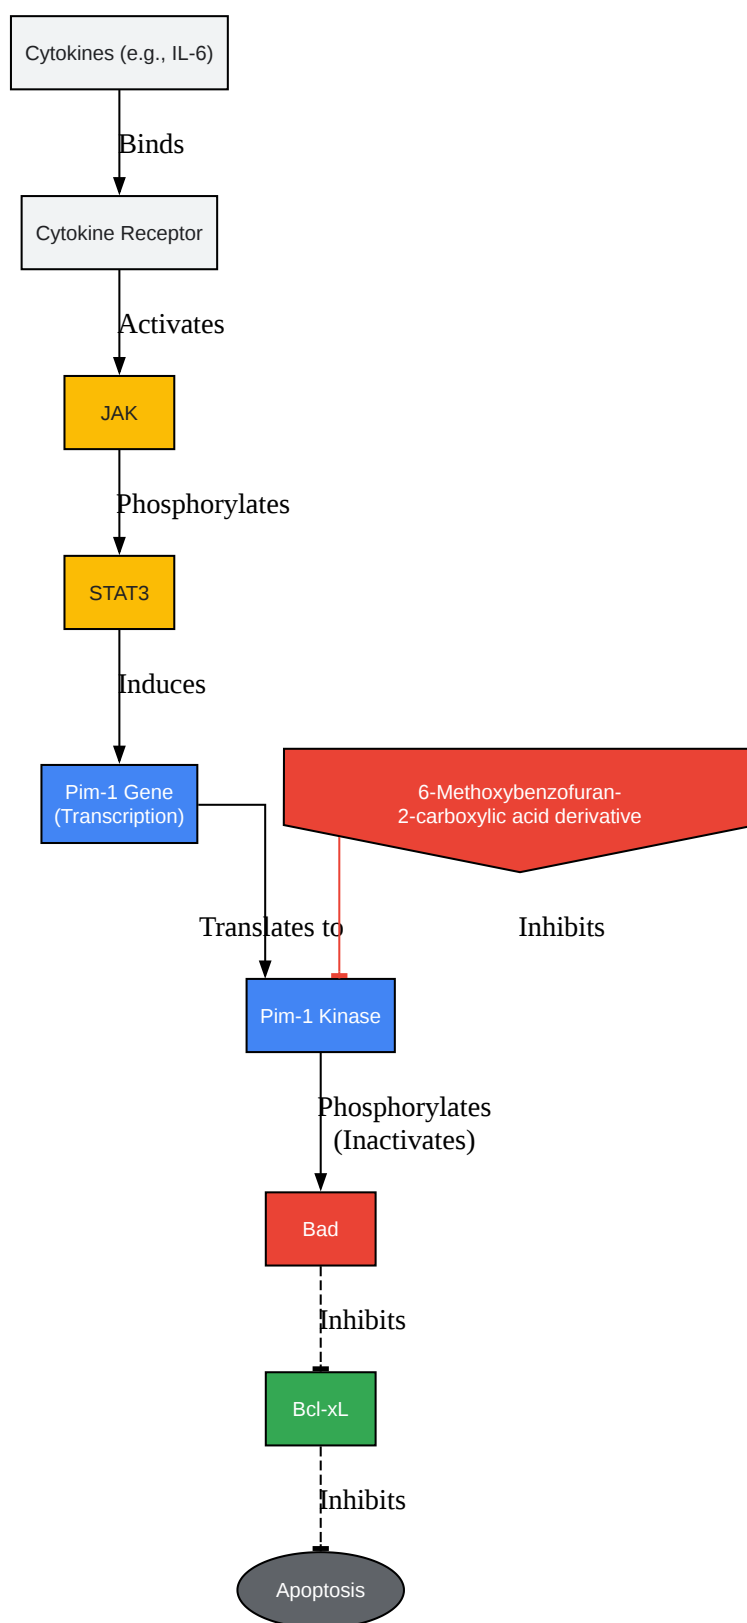 Cytokines (e.g., IL-6)
Binds
Cytokine Receptor
Activates
JAK
Phosphorylates
STAT3
Induces
Pim-1 Gene
(Transcription)
6-Methoxybenzofuran-
2-carboxylic acid derivative
Translates to
Inhibits
Pim-1 Kinase
Phosphorylates
(Inactivates)
Bad
Inhibits
Bcl-xL
Inhibits
Apoptosis